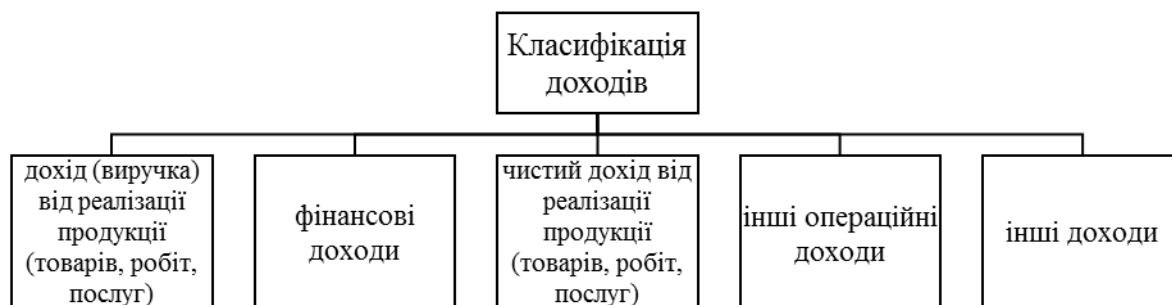 Класифікація
доходів
дохід (виручка)
від реалізації
продукції
(товарів, робіт,
послуг)
фінансові
доходи
чистий дохід від
реалізації
продукції
(товарів, робіт,
послуг)
інші операційні
доходи
інші доходи